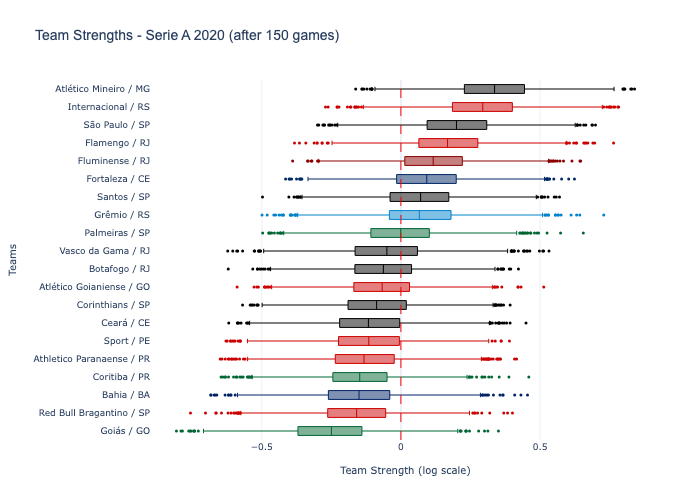 Team Strengths - Serie A 2020 (after 150 games)
Atlético Mineiro / MG
Internacional / RS
São Paulo / SP
Flamengo / RJ
Fluminense / RJ
Fortaleza / CE
Santos / SP
Grêmio / RS
Palmeiras / SP
Vasco da Gama / RJ
Botafogo / RJ
Atlético Goianiense / GO
Corinthians / SP
Ceará / CE
Sport / PE
Athletico Paranaense / PR
Coritiba / PR
Bahia / BA
Red Bull Bragantino / SP
Goiás / GO
Teams
−0.5
0
0.5
Team Strength (log scale)